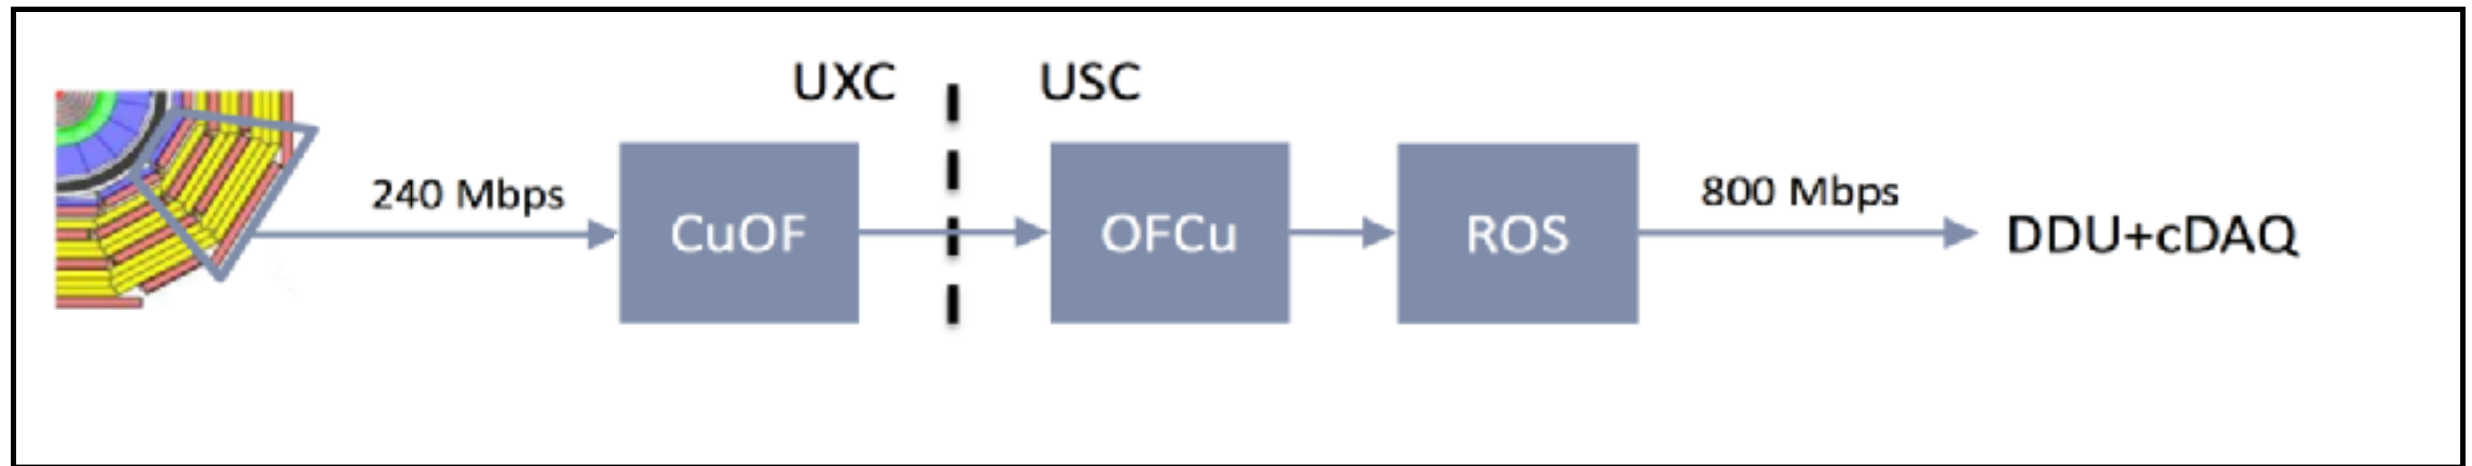 UXC USC
240 Mbps
800 Mbps
CuOF
OFCu
ROS
DDU+cDAQ